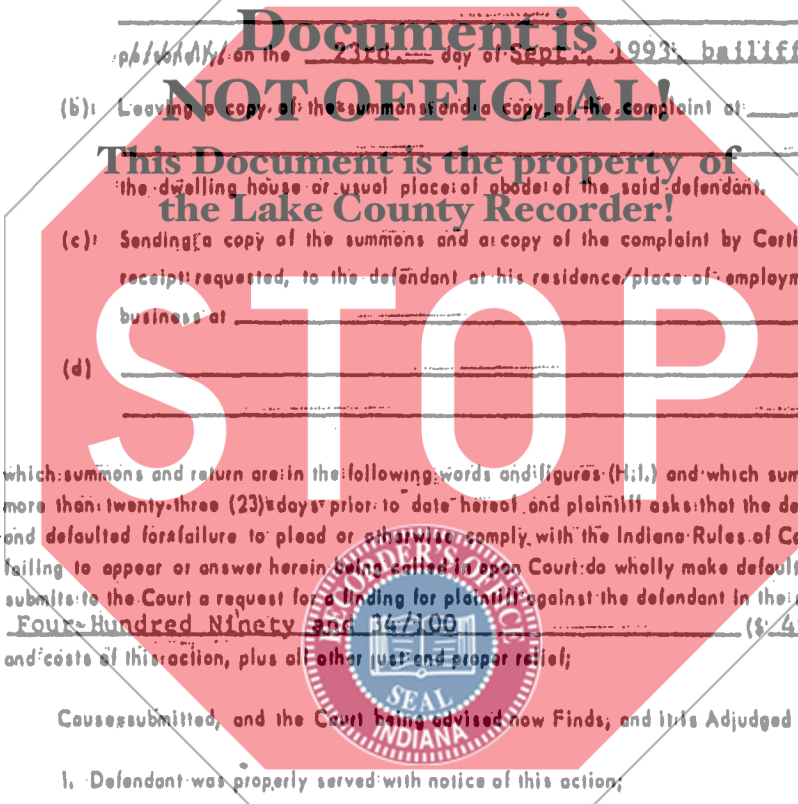 Document is
personally on the 23rd. day of Sept., 1993, bailiff
NOT OFFICIAL!
(b) Leaving a copy of the summons and a copy of the complaint at
This Document is the property of
the dwelling house or usual place of abode of the said defendant.
the Lake County Recorder!
(c) Sending a copy of the summons and a copy of the complaint by Certi
receipt requested, to the defendant at his residence/place of employm
business at
STOP
(d)
which summons and return are in the following words and figures (H.I.) and which sum
more than twenty-three (23) days prior to date hereof and plaintiff asks that the de
and defaulted for failure to plead or otherwise comply with the Indiana Rules of Co
failing to appear or answer herein being called in open Court do wholly make default
submits to the Court a request for a finding for plaintiff against the defendant in the
Four-Hundred Ninety and 34/100 ($ 4
and costs of this action, plus all other just and proper relief;
RECORDER'S OFFICE
SEAL
INDIANA
Cause submitted, and the Court being advised now Finds, and it is Adjudged
1. Defendant was properly served with notice of this action;